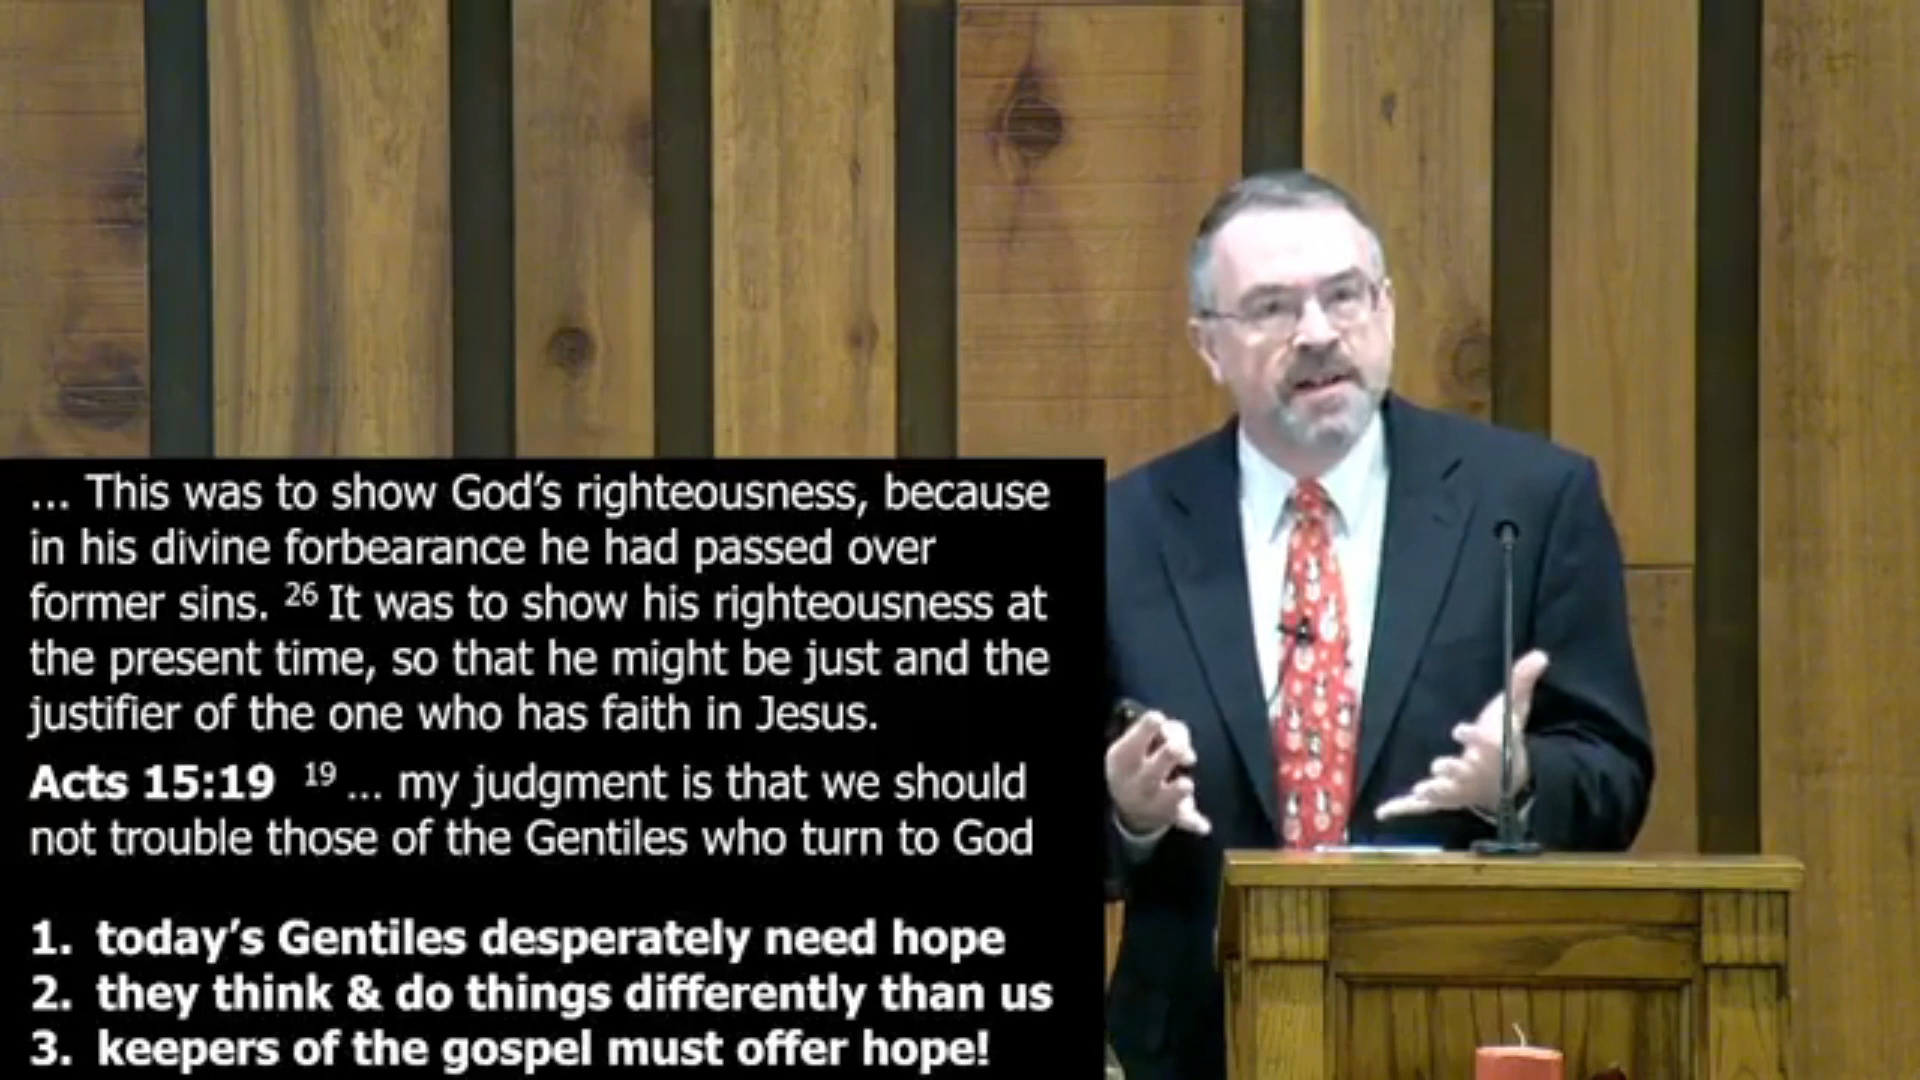 ... This was to show God’s righteousness, because
in his divine forbearance he had passed over
former sins. 26 It was to show his righteousness at
the present time, so that he might be just and the
justifier of the one who has faith in Jesus.
Acts 15:19 19 ... my judgment is that we should
not trouble those of the Gentiles who turn to God
1. today’s Gentiles desperately need hope
2. they think & do things differently than us
3. keepers of the gospel must offer hope!